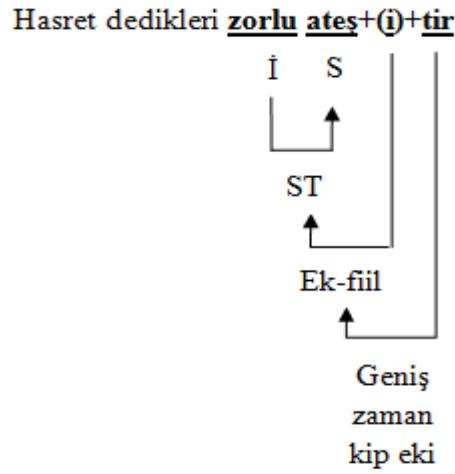 Hasret dedikleri zorlu ateş+(i)+tir
İ S
ST
Ek-fiil
Geniş
zaman
kip eki